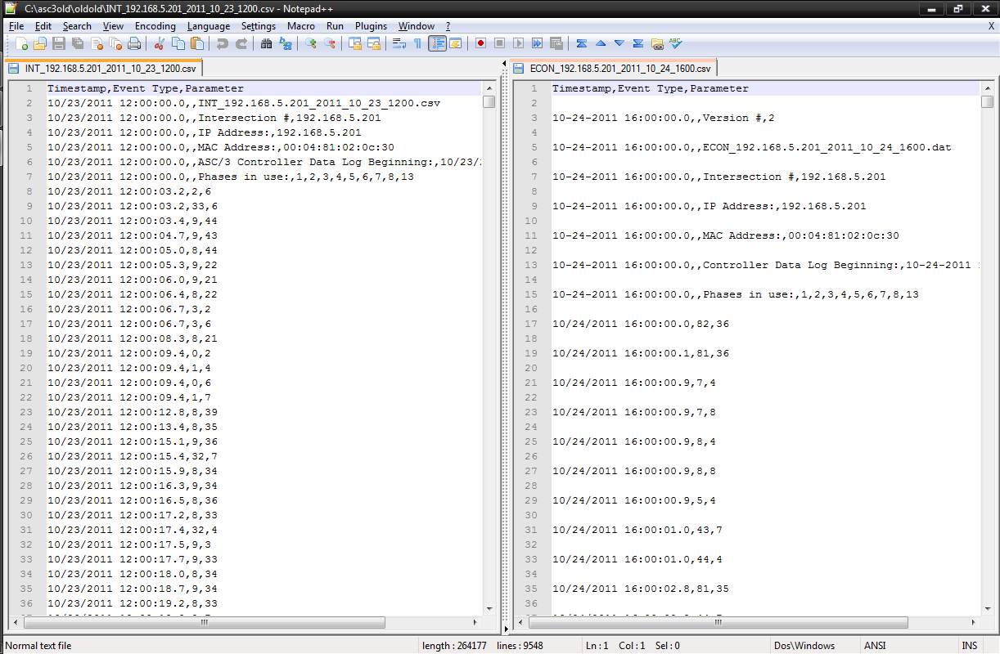 C:\asc3old\oldold\INT_192.168.5.201_2011_10_23_1200.csv - Notepad++
File Edit Search View Encoding Language Settings Macro Run Plugins Window ? X
INT_192.168.5.201_2011_10_23_1200.csv
1 Timestamp,Event Type,Parameter
2 10/23/2011 12:00:00.0,,INT_192.168.5.201_2011_10_23_1200.csv
3 10/23/2011 12:00:00.0,,Intersection #,192.168.5.201
4 10/23/2011 12:00:00.0,,IP Address:,192.168.5.201
5 10/23/2011 12:00:00.0,,MAC Address:,00:04:81:02:0c:30
6 10/23/2011 12:00:00.0,,ASC/3 Controller Data Log Beginning:,10/23/
7 10/23/2011 12:00:00.0,,Phases in use:,1,2,3,4,5,6,7,8,13
8 10/23/2011 12:00:03.2,2,6
9 10/23/2011 12:00:03.2,33,6
10 10/23/2011 12:00:03.4,9,44
11 10/23/2011 12:00:04.7,9,43
12 10/23/2011 12:00:05.0,8,44
13 10/23/2011 12:00:05.3,9,22
14 10/23/2011 12:00:06.0,9,21
15 10/23/2011 12:00:06.4,8,22
16 10/23/2011 12:00:06.7,3,2
17 10/23/2011 12:00:06.7,3,6
18 10/23/2011 12:00:08.3,8,21
19 10/23/2011 12:00:09.4,0,2
20 10/23/2011 12:00:09.4,1,4
21 10/23/2011 12:00:09.4,0,6
22 10/23/2011 12:00:09.4,1,7
23 10/23/2011 12:00:12.8,8,39
24 10/23/2011 12:00:13.4,8,35
25 10/23/2011 12:00:15.1,9,36
26 10/23/2011 12:00:15.4,32,7
27 10/23/2011 12:00:15.9,8,34
28 10/23/2011 12:00:16.3,9,34
29 10/23/2011 12:00:16.5,8,36
30 10/23/2011 12:00:17.2,8,33
31 10/23/2011 12:00:17.4,32,4
32 10/23/2011 12:00:17.5,9,3
33 10/23/2011 12:00:17.7,9,33
34 10/23/2011 12:00:18.0,8,34
35 10/23/2011 12:00:18.7,9,34
36 10/23/2011 12:00:19.2,8,33
ECON_192.168.5.201_2011_10_24_1600.csv
1 Timestamp,Event Type,Parameter
2
3 10-24-2011 16:00:00.0,,Version #,2
4
5 10-24-2011 16:00:00.0,,ECON_192.168.5.201_2011_10_24_1600.dat
6
7 10-24-2011 16:00:00.0,,Intersection #,192.168.5.201
8
9 10-24-2011 16:00:00.0,,IP Address:,192.168.5.201
10
11 10-24-2011 16:00:00.0,,MAC Address:,00:04:81:02:0c:30
12
13 10-24-2011 16:00:00.0,,Controller Data Log Beginning:,10-24-2011
14
15 10-24-2011 16:00:00.0,,Phases in use:,1,2,3,4,5,6,7,8,13
16
17 10/24/2011 16:00:00.0,82,36
18
19 10/24/2011 16:00:00.1,81,36
20
21 10/24/2011 16:00:00.9,7,4
22
23 10/24/2011 16:00:00.9,7,8
24
25 10/24/2011 16:00:00.9,8,4
26
27 10/24/2011 16:00:00.9,8,8
28
29 10/24/2011 16:00:00.9,5,4
30
31 10/24/2011 16:00:01.0,43,7
32
33 10/24/2011 16:00:01.0,44,4
34
35 10/24/2011 16:00:02.8,81,35
36
Normal text file length : 264177 lines : 9548 Ln : 1 Col : 1 Sel : 0 Dos\Windows ANSI INS